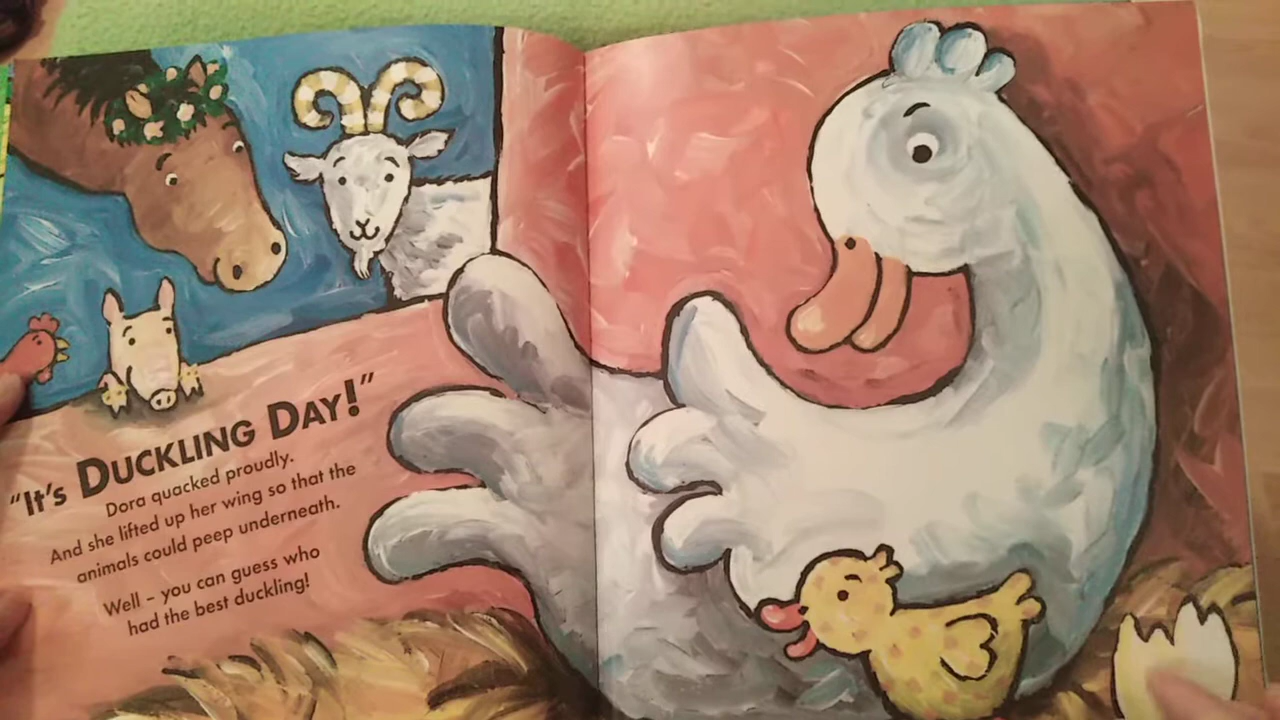 "It's DUCKLING DAY!"
Dora quacked proudly.
And she lifted up her wing so that the
animals could peep underneath.
Well – you can guess who
had the best duckling!